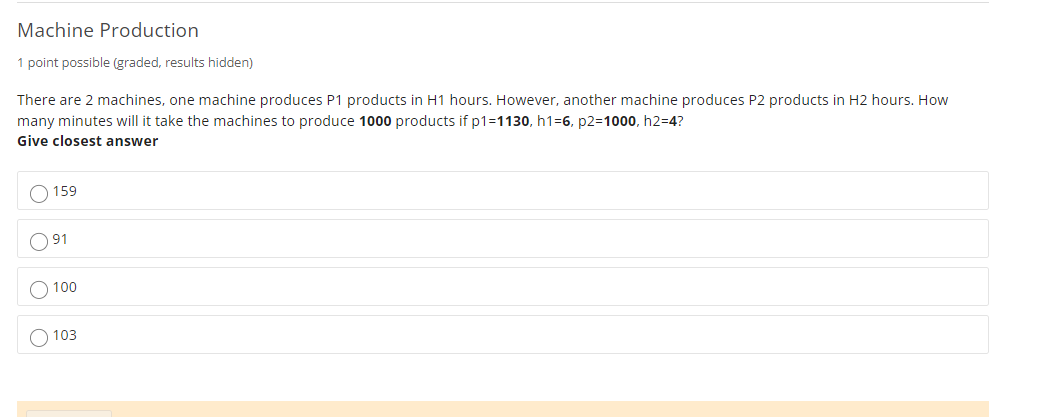 Machine Production
1 point possible (graded, results hidden)
There are 2 machines, one machine produces P1 products in H1 hours. However, another machine produces P2 products in H2 hours. How
many minutes will it take the machines to produce 1000 products if p1=1130, h1=6, p2=1000, h2=4?
Give closest answer
159
91
100
103